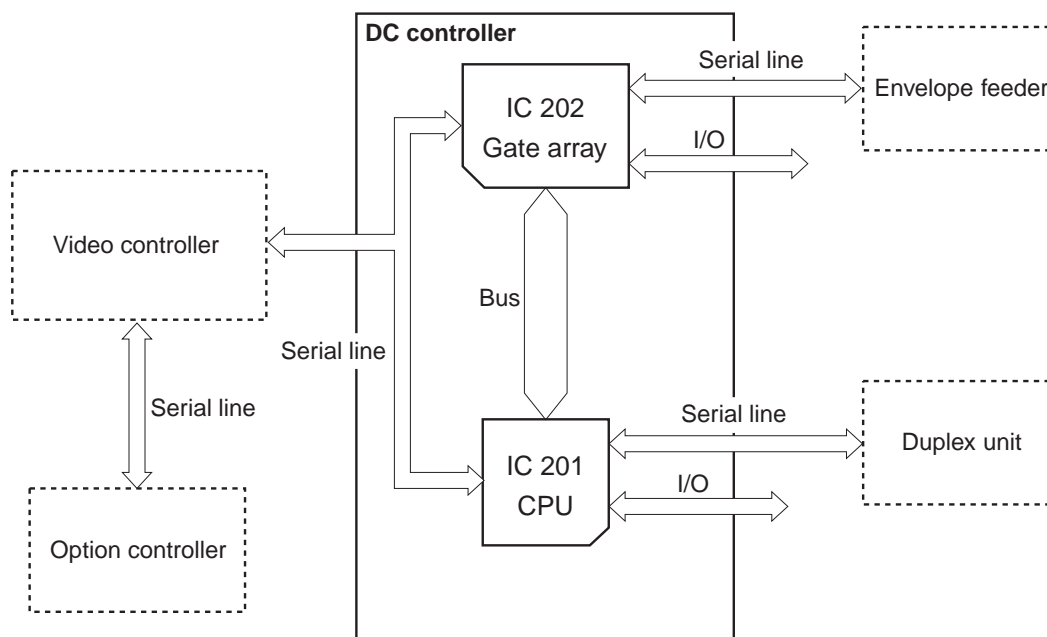 DC controller
Serial line
Envelope feeder
IC 202
Gate array
I/O
Video controller
Bus
Serial line
Serial line
Serial line
Duplex unit
IC 201
CPU
I/O
Option controller